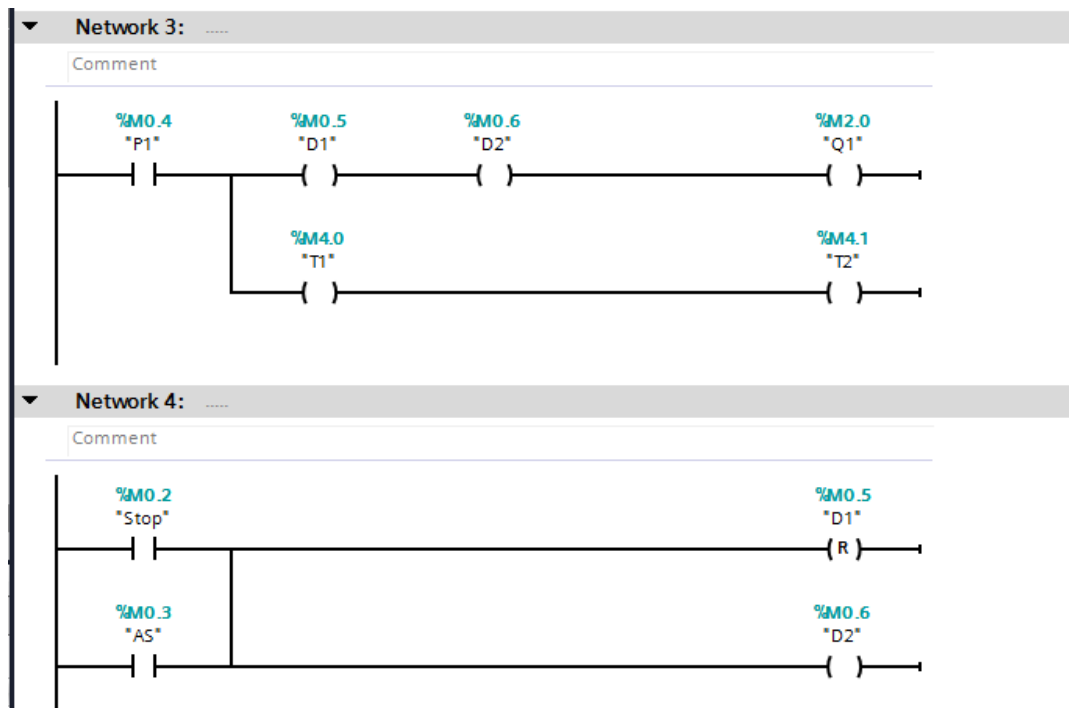 Network 3: .....
Comment
%M0.4 %M0.5 %M0.6 %M2.0
"P1" "D1" "D2" "Q1"
%M4.0 %M4.1
"T1" "T2"
Network 4: .....
Comment
%M0.2 %M0.5
"Stop" "D1"
R
%M0.3 %M0.6
"AS" "D2"